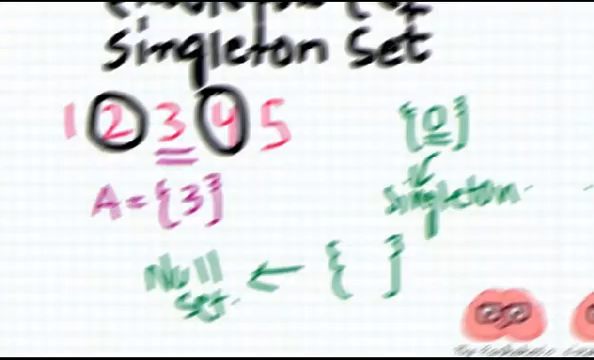 Singleton Set
1 2 3 4 5
A = {3}
{0}
Singleton
Null ← { }
Set